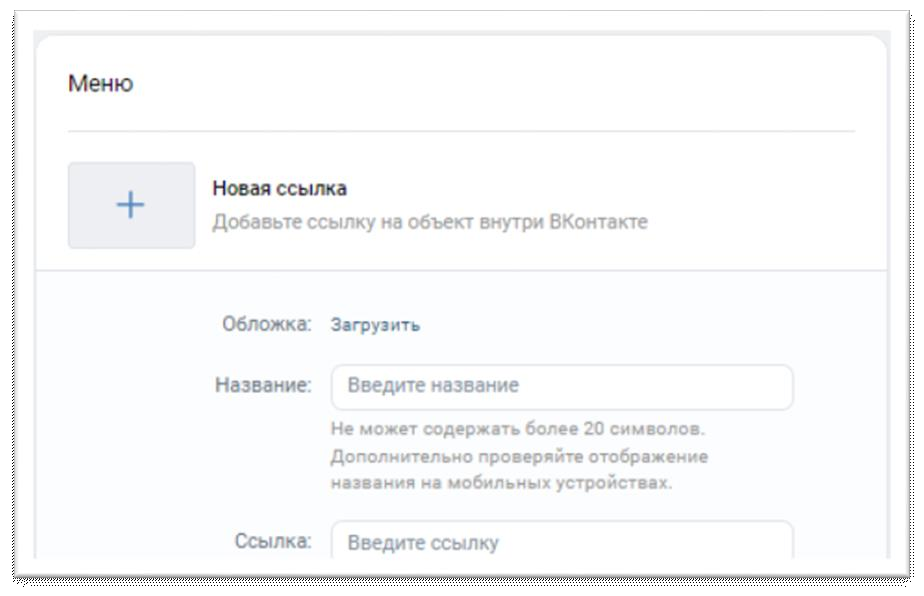 Меню
Новая ссылка
Добавьте ссылку на объект внутри ВКонтакте
Обложка: Загрузить
Название: Введите название
Не может содержать более 20 символов.
Дополнительно проверяйте отображение
названия на мобильных устройствах.
Ссылка: Введите ссылку